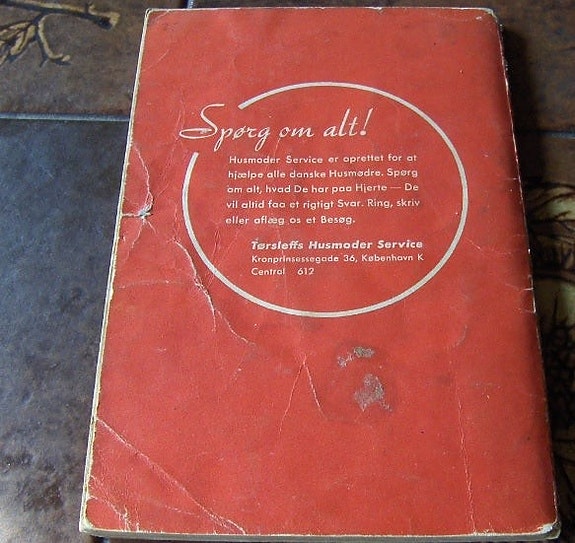 Spørg om alt!
Husmoder Service er oprettet for at
hjælpe alle danske Husmødre. Spørg
om alt, hvad De har paa Hjerte — De
vil altid faa et rigtigt Svar. Ring, skriv
eller aflæg os et Besøg.
Tørsleffs Husmoder Service
Kronprinsessegade 36, København K
Central 612